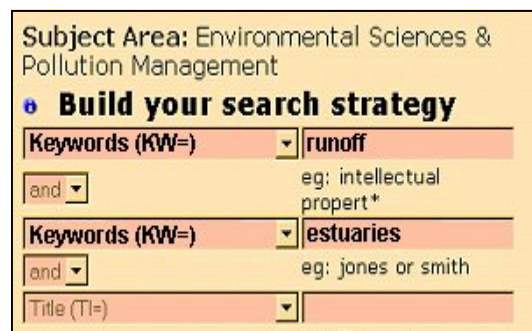 Subject Area: Environmental Sciences &
Pollution Management
Build your search strategy
Keywords (KW=) runoff
and eg: intellectual
propert*
Keywords (KW=) estuaries
and eg: jones or smith
Title (TI=)